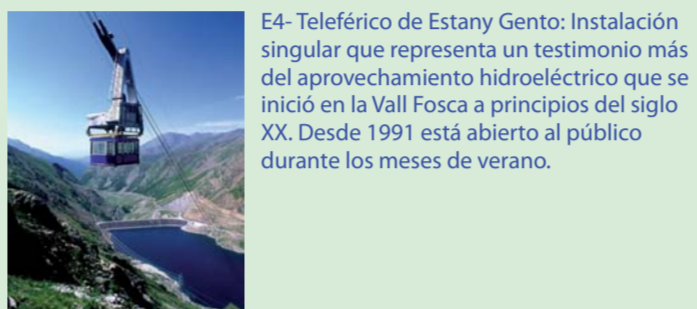 E4- Teleférico de Estany Gento: Instalación
singular que representa un testimonio más
del aprovechamiento hidroeléctrico que se
inició en la Vall Fosca a principios del siglo
XX. Desde 1991 está abierto al público
durante los meses de verano.